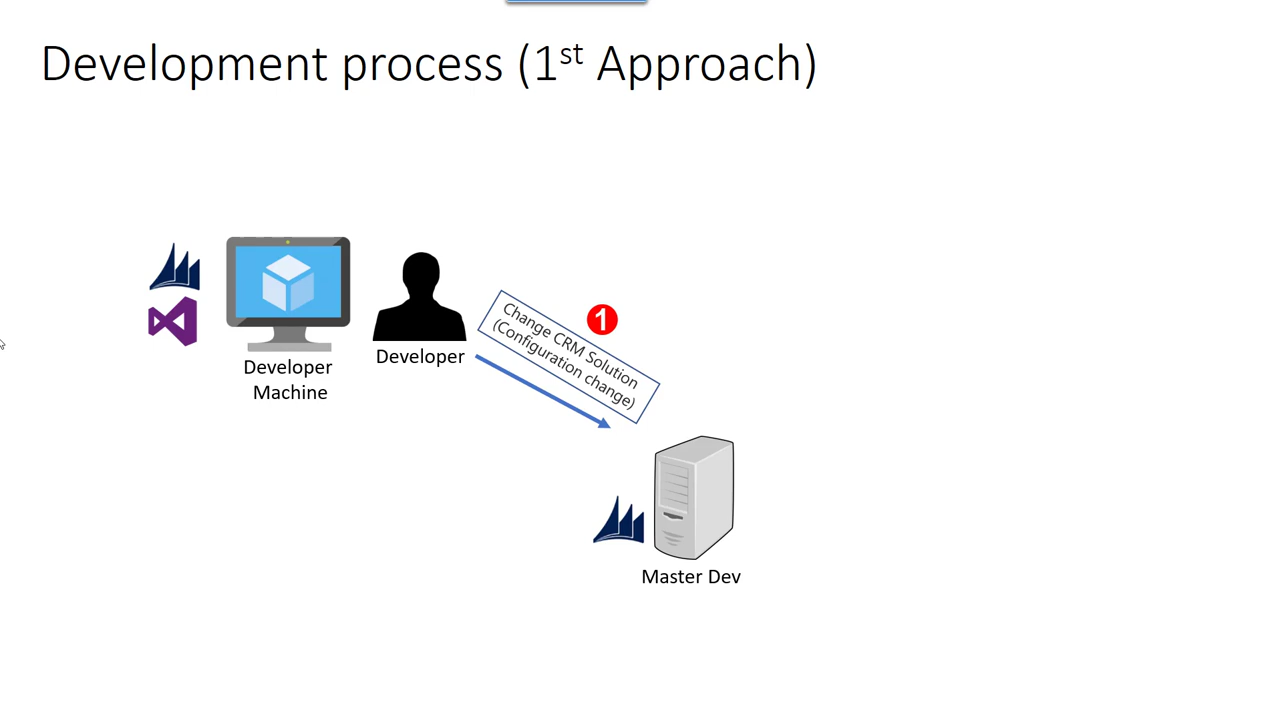 Development process (1st Approach)
1
Change CRM Solution
(Configuration change)
Developer
Machine
Developer
Master Dev